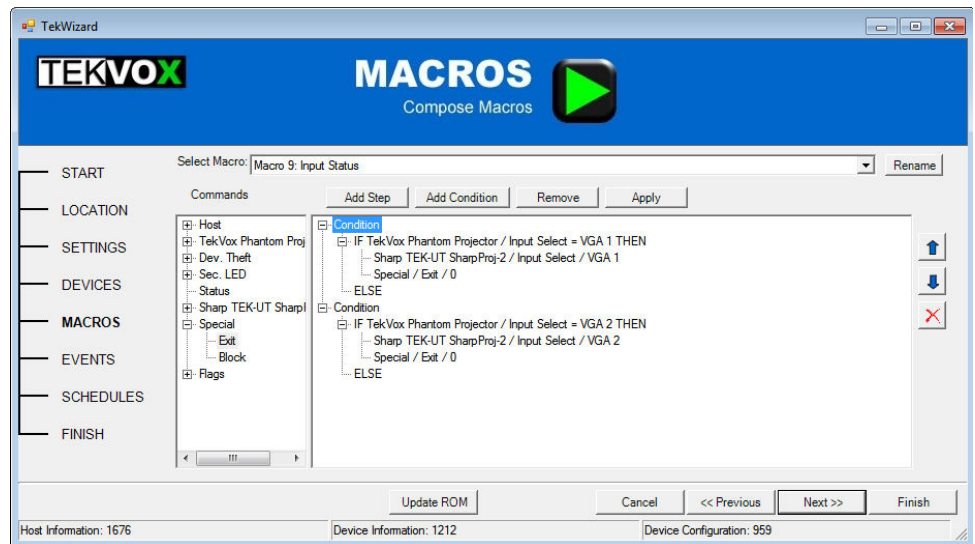 TekWizard
TEKVOX
MACROS
Compose Macros
START
LOCATION
SETTINGS
DEVICES
MACROS
EVENTS
SCHEDULES
FINISH
Select Macro: Macro 9: Input Status
Rename
Commands
Add Step
Add Condition
Remove
Apply
Host
TekVox Phantom Proj
Dev. Theft
Sec. LED
Status
Sharp TEK-UT SharpI
Special
Exit
Block
Flags
Condition
IF TekVox Phantom Projector / Input Select = VGA 1 THEN
Sharp TEK-UT SharpProj-2 / Input Select / VGA 1
Special / Exit / 0
ELSE
Condition
IF TekVox Phantom Projector / Input Select = VGA 2 THEN
Sharp TEK-UT SharpProj-2 / Input Select / VGA 2
Special / Exit / 0
ELSE
Update ROM
Cancel
<< Previous
Next >>
Finish
Host Information: 1676
Device Information: 1212
Device Configuration: 959